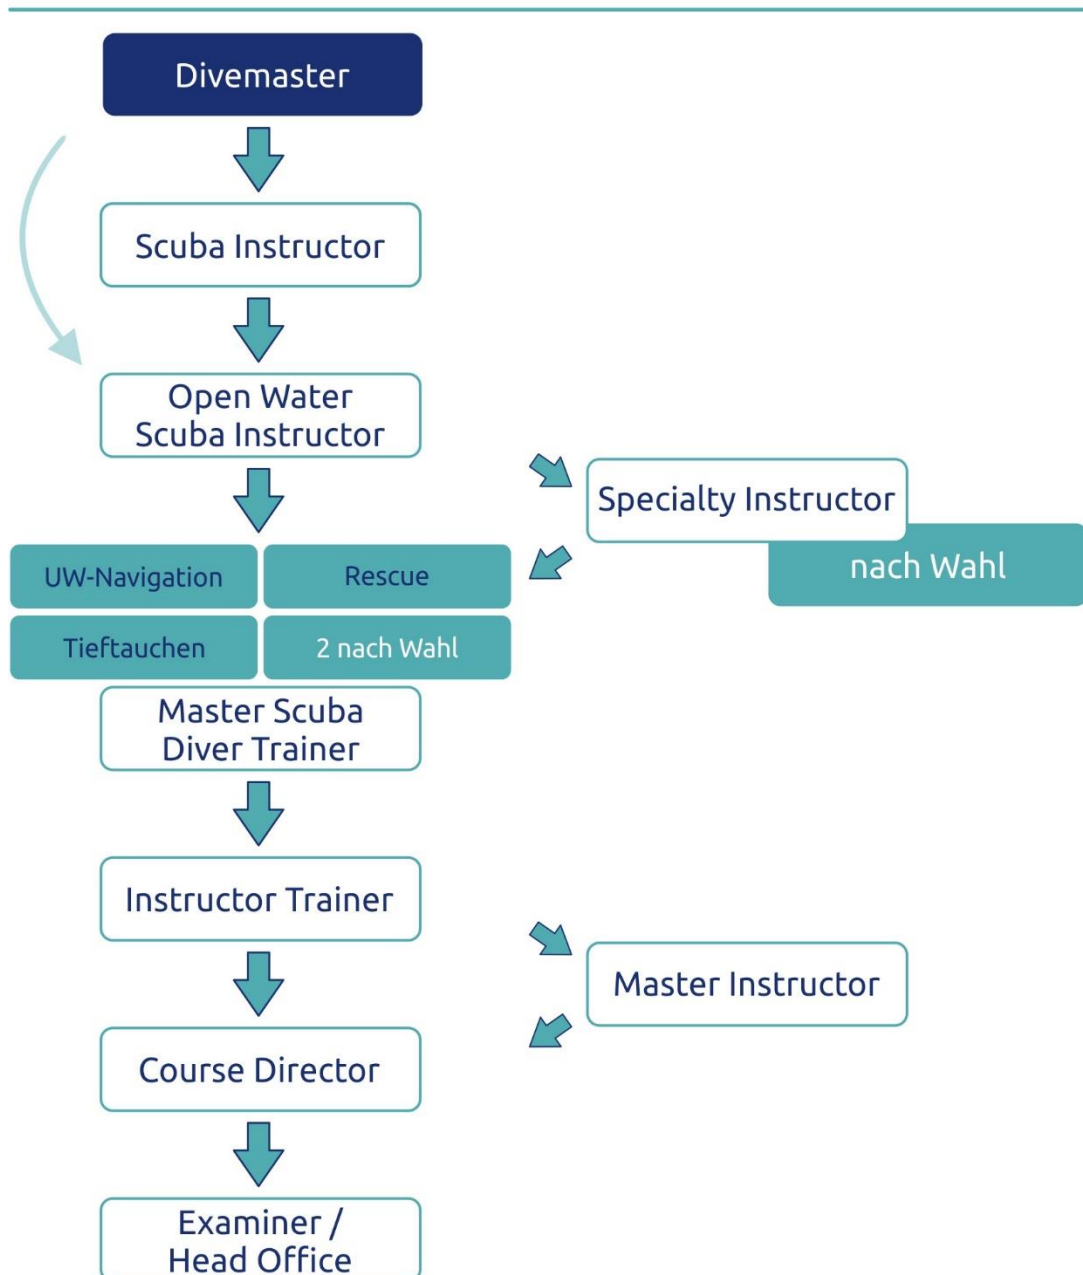 Divemaster
Scuba Instructor
Open Water
Scuba Instructor
Specialty Instructor
nach Wahl
UW-Navigation
Rescue
Tieftauchen
2 nach Wahl
Master Scuba
Diver Trainer
Instructor Trainer
Master Instructor
Course Director
Examiner /
Head Office